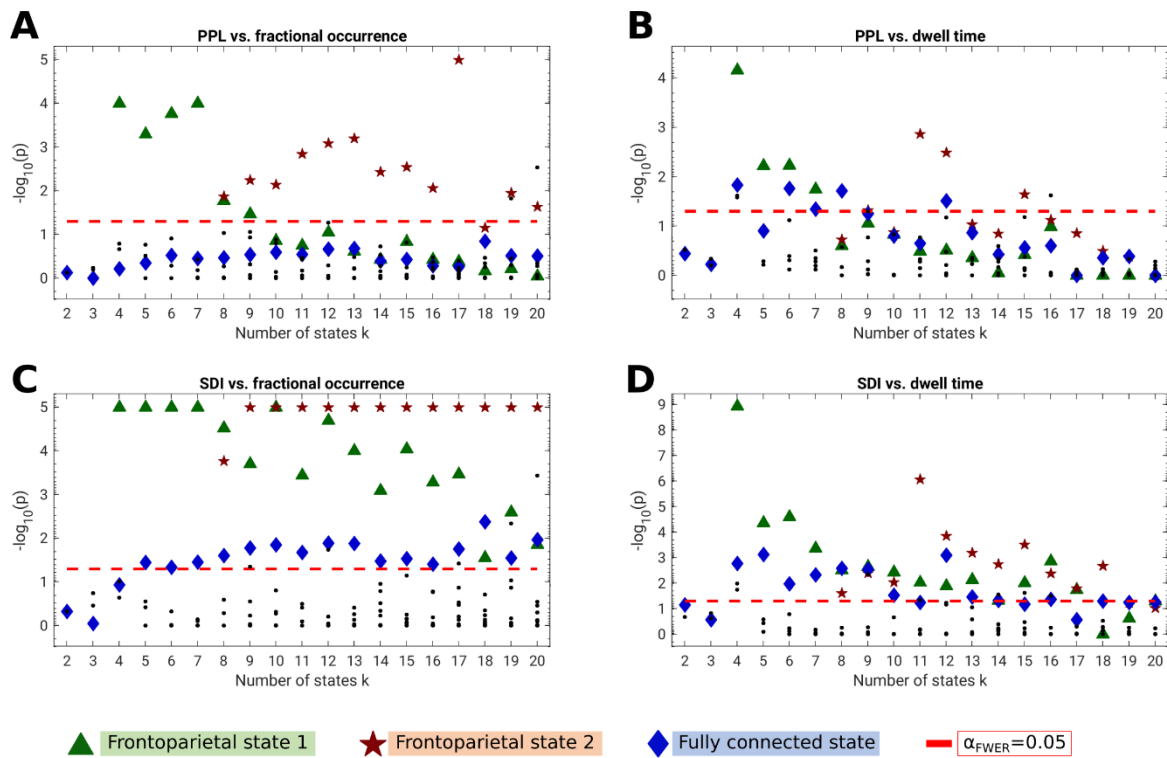 A
PPL vs. fractional occurrence
-log10(p)
5
4
3
2
1
0
2 3 4 5 6 7 8 9 10 11 12 13 14 15 16 17 18 19 20
Number of states k
B
PPL vs. dwell time
-log10(p)
4
3
2
1
0
2 3 4 5 6 7 8 9 10 11 12 13 14 15 16 17 18 19 20
Number of states k
C
SDI vs. fractional occurrence
-log10(p)
5
4
3
2
1
0
2 3 4 5 6 7 8 9 10 11 12 13 14 15 16 17 18 19 20
Number of states k
D
SDI vs. dwell time
-log10(p)
9
8
7
6
5
4
3
2
1
0
2 3 4 5 6 7 8 9 10 11 12 13 14 15 16 17 18 19 20
Number of states k
Frontoparietal state 1 Frontoparietal state 2 Fully connected state αFWER=0.05